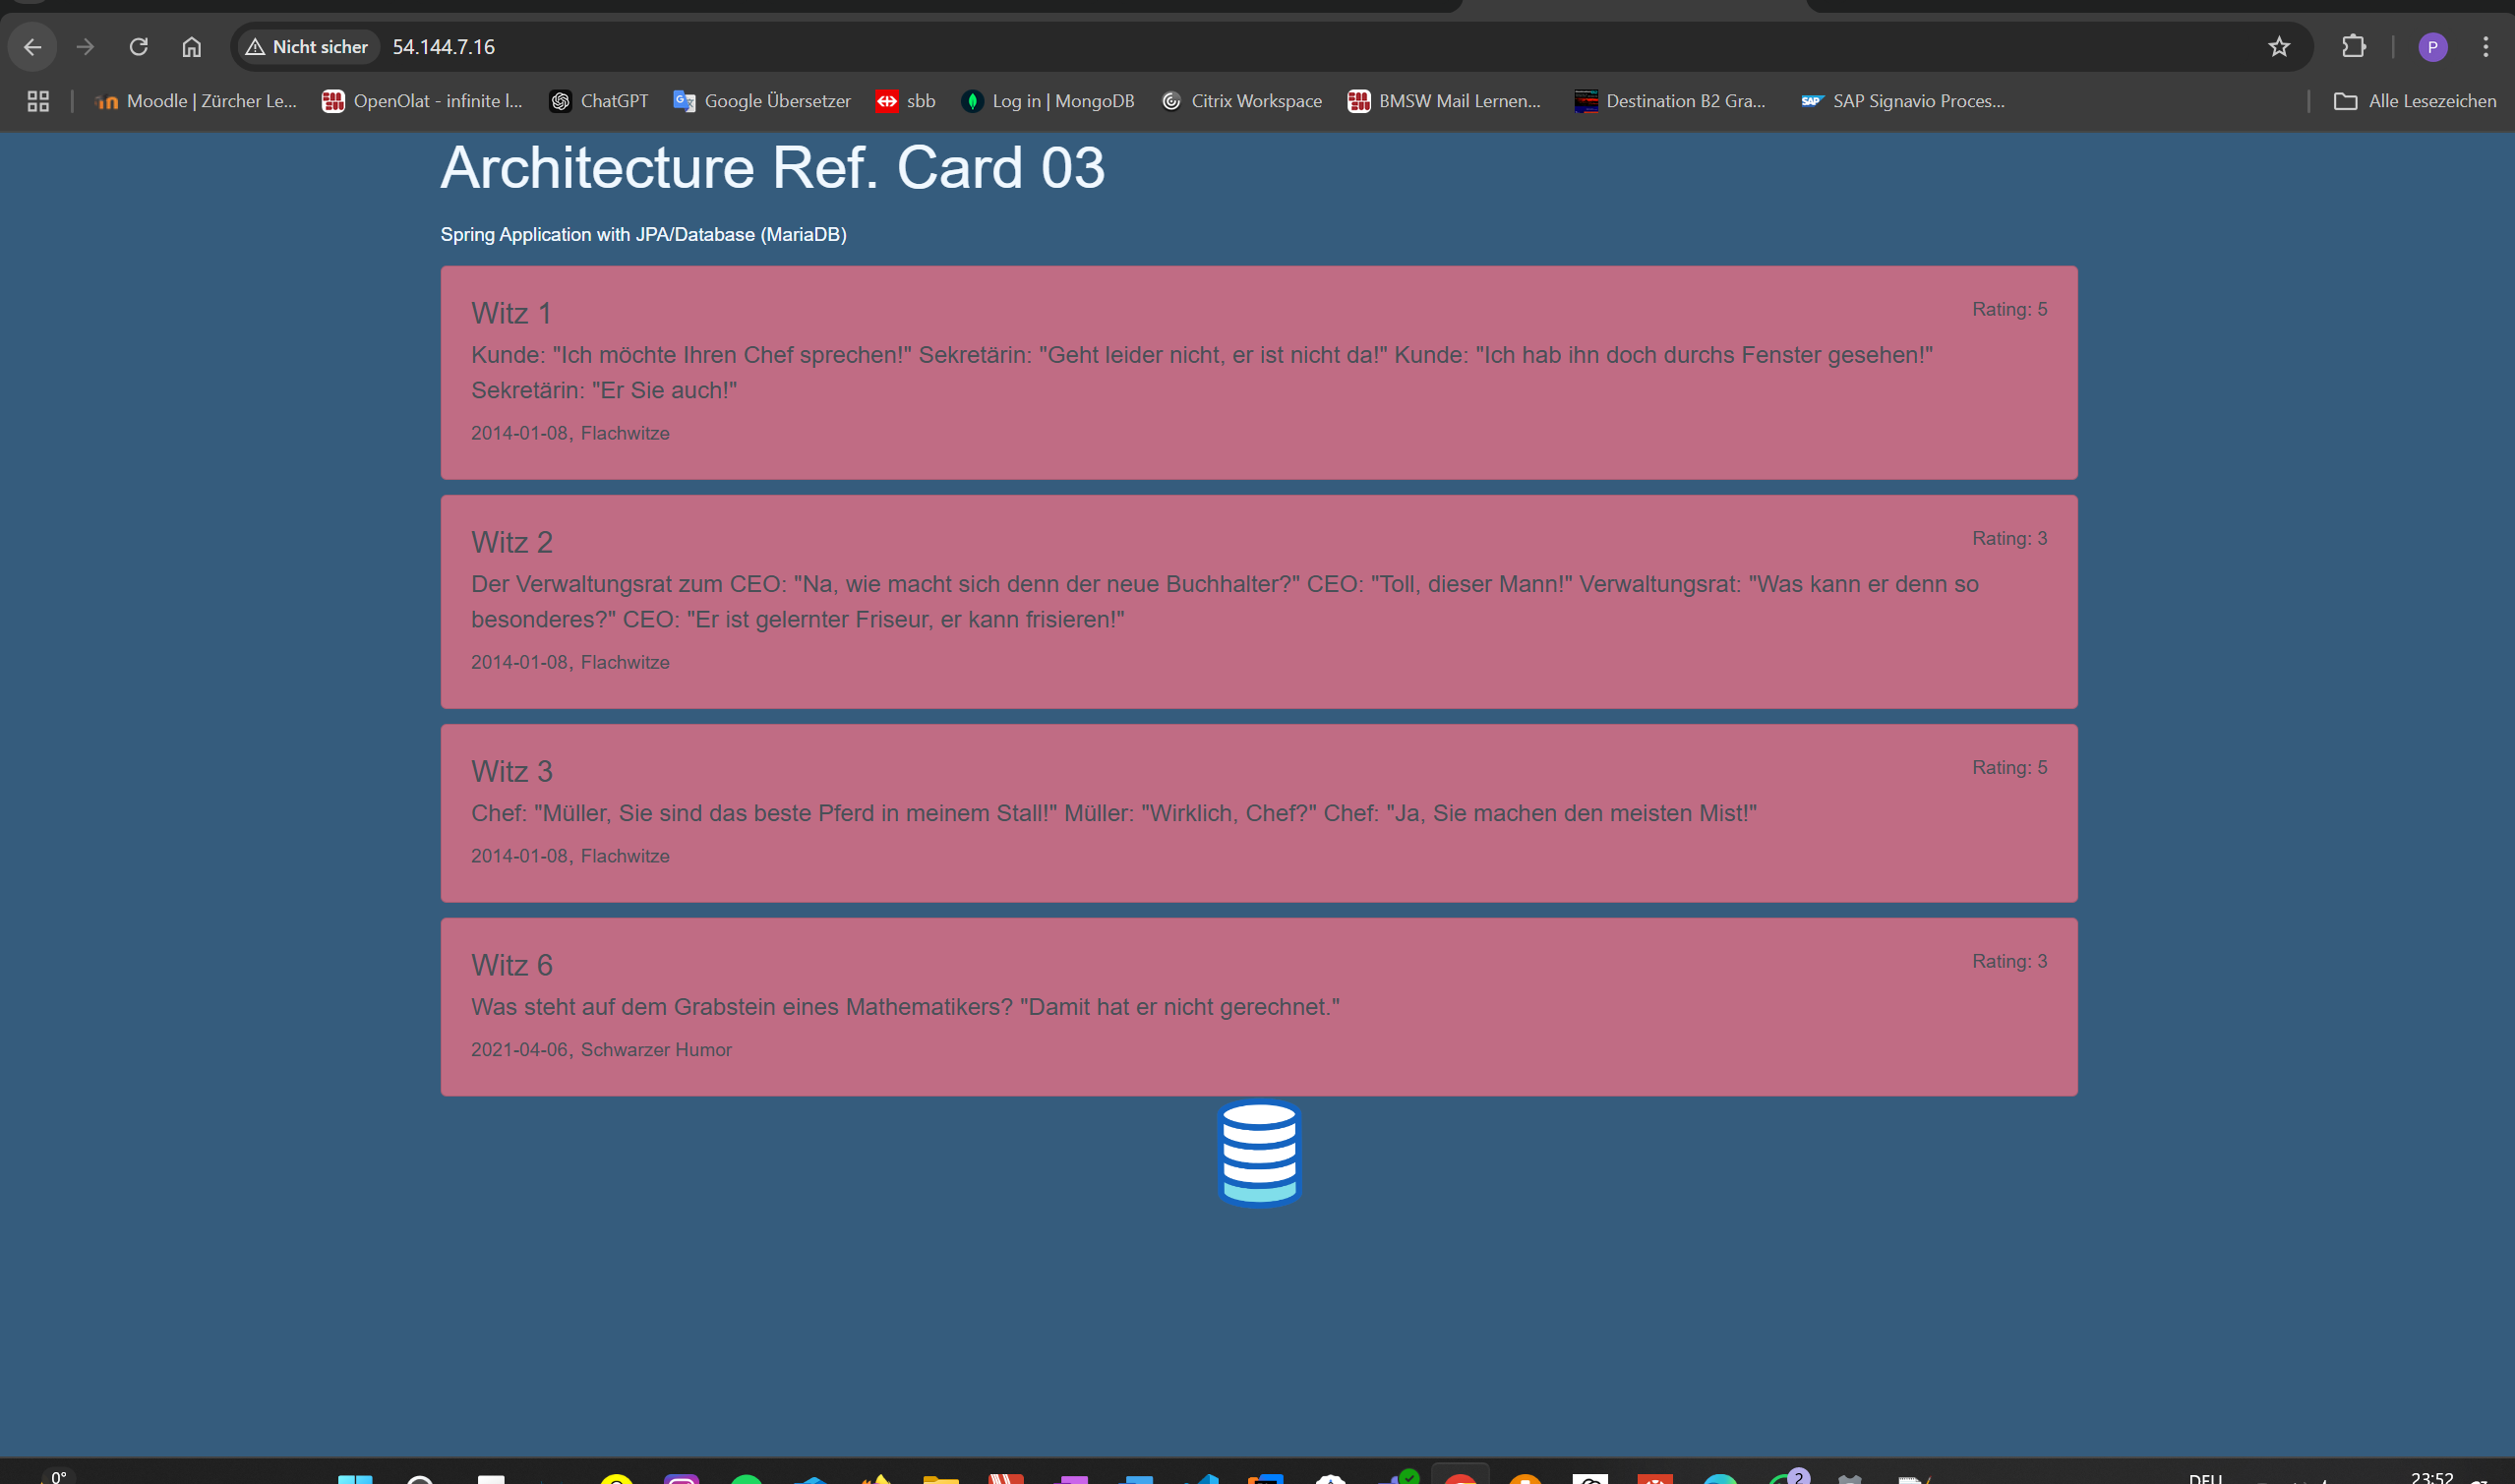 Nicht sicher 54.144.7.16 P
Moodle | Zürcher Le... OpenOlat - infinite l... ChatGPT Google Übersetzer sbb Log in | MongoDB Citrix Workspace BMSW Mail Lernen... Destination B2 Gra... SAP SAP Signavio Proces... Alle Lesezeichen
Architecture Ref. Card 03
Spring Application with JPA/Database (MariaDB)
Witz 1 Rating: 5
Kunde: "Ich möchte Ihren Chef sprechen!" Sekretärin: "Geht leider nicht, er ist nicht da!" Kunde: "Ich hab ihn doch durchs Fenster gesehen!"
Sekretärin: "Er Sie auch!"
2014-01-08, Flachwitze
Witz 2 Rating: 3
Der Verwaltungsrat zum CEO: "Na, wie macht sich denn der neue Buchhalter?" CEO: "Toll, dieser Mann!" Verwaltungsrat: "Was kann er denn so
besonderes?" CEO: "Er ist gelernter Friseur, er kann frisieren!"
2014-01-08, Flachwitze
Witz 3 Rating: 5
Chef: "Müller, Sie sind das beste Pferd in meinem Stall!" Müller: "Wirklich, Chef?" Chef: "Ja, Sie machen den meisten Mist!"
2014-01-08, Flachwitze
Witz 6 Rating: 3
Was steht auf dem Grabstein eines Mathematikers? "Damit hat er nicht gerechnet."
2021-04-06, Schwarzer Humor
0° 2 DEU 23:52